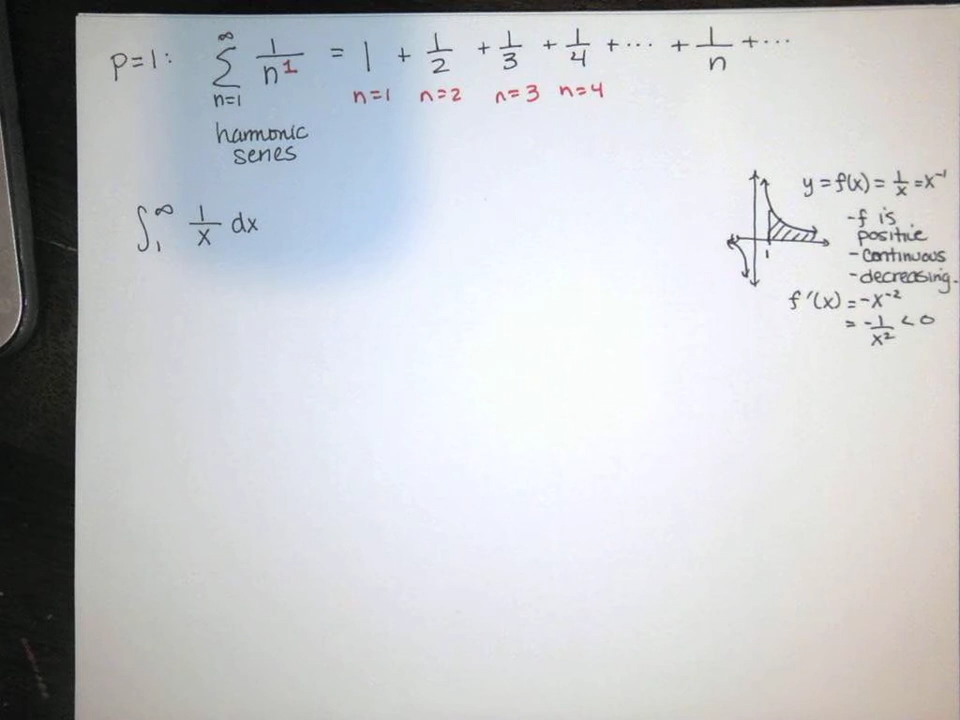 p=1: ∞ Σ n=1 1/n^1 = 1 + 1/2 + 1/3 + 1/4 + ··· + 1/n + ···
n=1 n=2 n=3 n=4
harmonic
series
∫_1^∞ 1/x dx
y = f(x) = 1/x = x^-1
-f is
positive
-continuous
-decreasing.
1
f'(x) = -x^-2
= -1/x^2 < 0